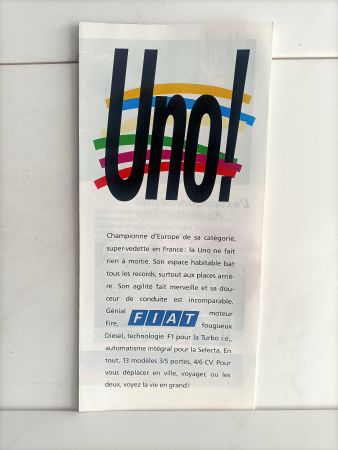 Uno!
Championne d'Europe de sa catégorie,
super-vedette en France : la Uno ne fait
rien à moitié. Son espace habitable bat
tous les records, surtout aux places arriè-
re. Son agilité fait merveille et sa dou-
ceur de conduite est incomparable.
Génial FIAT moteur
Fire, fougueux
Diesel, technologie F1 pour la Turbo i.e.,
automatisme intégral pour la Selecta. En
tout, 13 modèles 3/5 portes, 4/6 CV. Pour
vous déplacer en ville, voyager, ou les
deux, voyez la vie en grand!